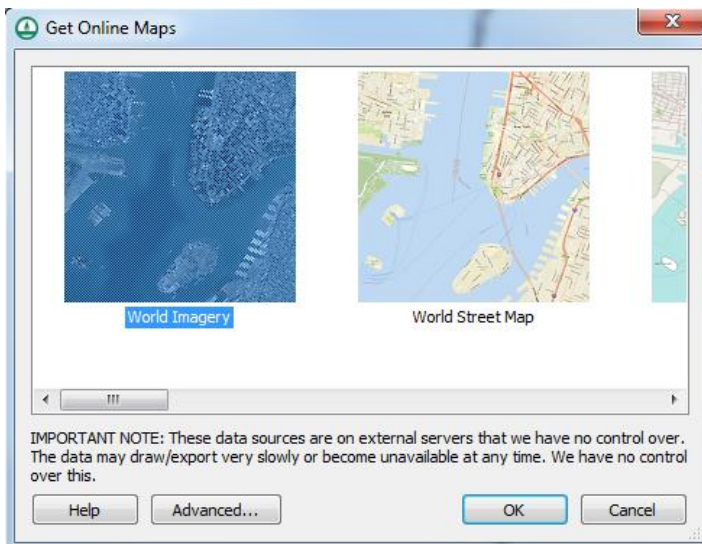 Get Online Maps
World Imagery
World Street Map
IMPORTANT NOTE: These data sources are on external servers that we have no control over.
The data may draw/export very slowly or become unavailable at any time. We have no control
over this.
Help
Advanced...
OK
Cancel